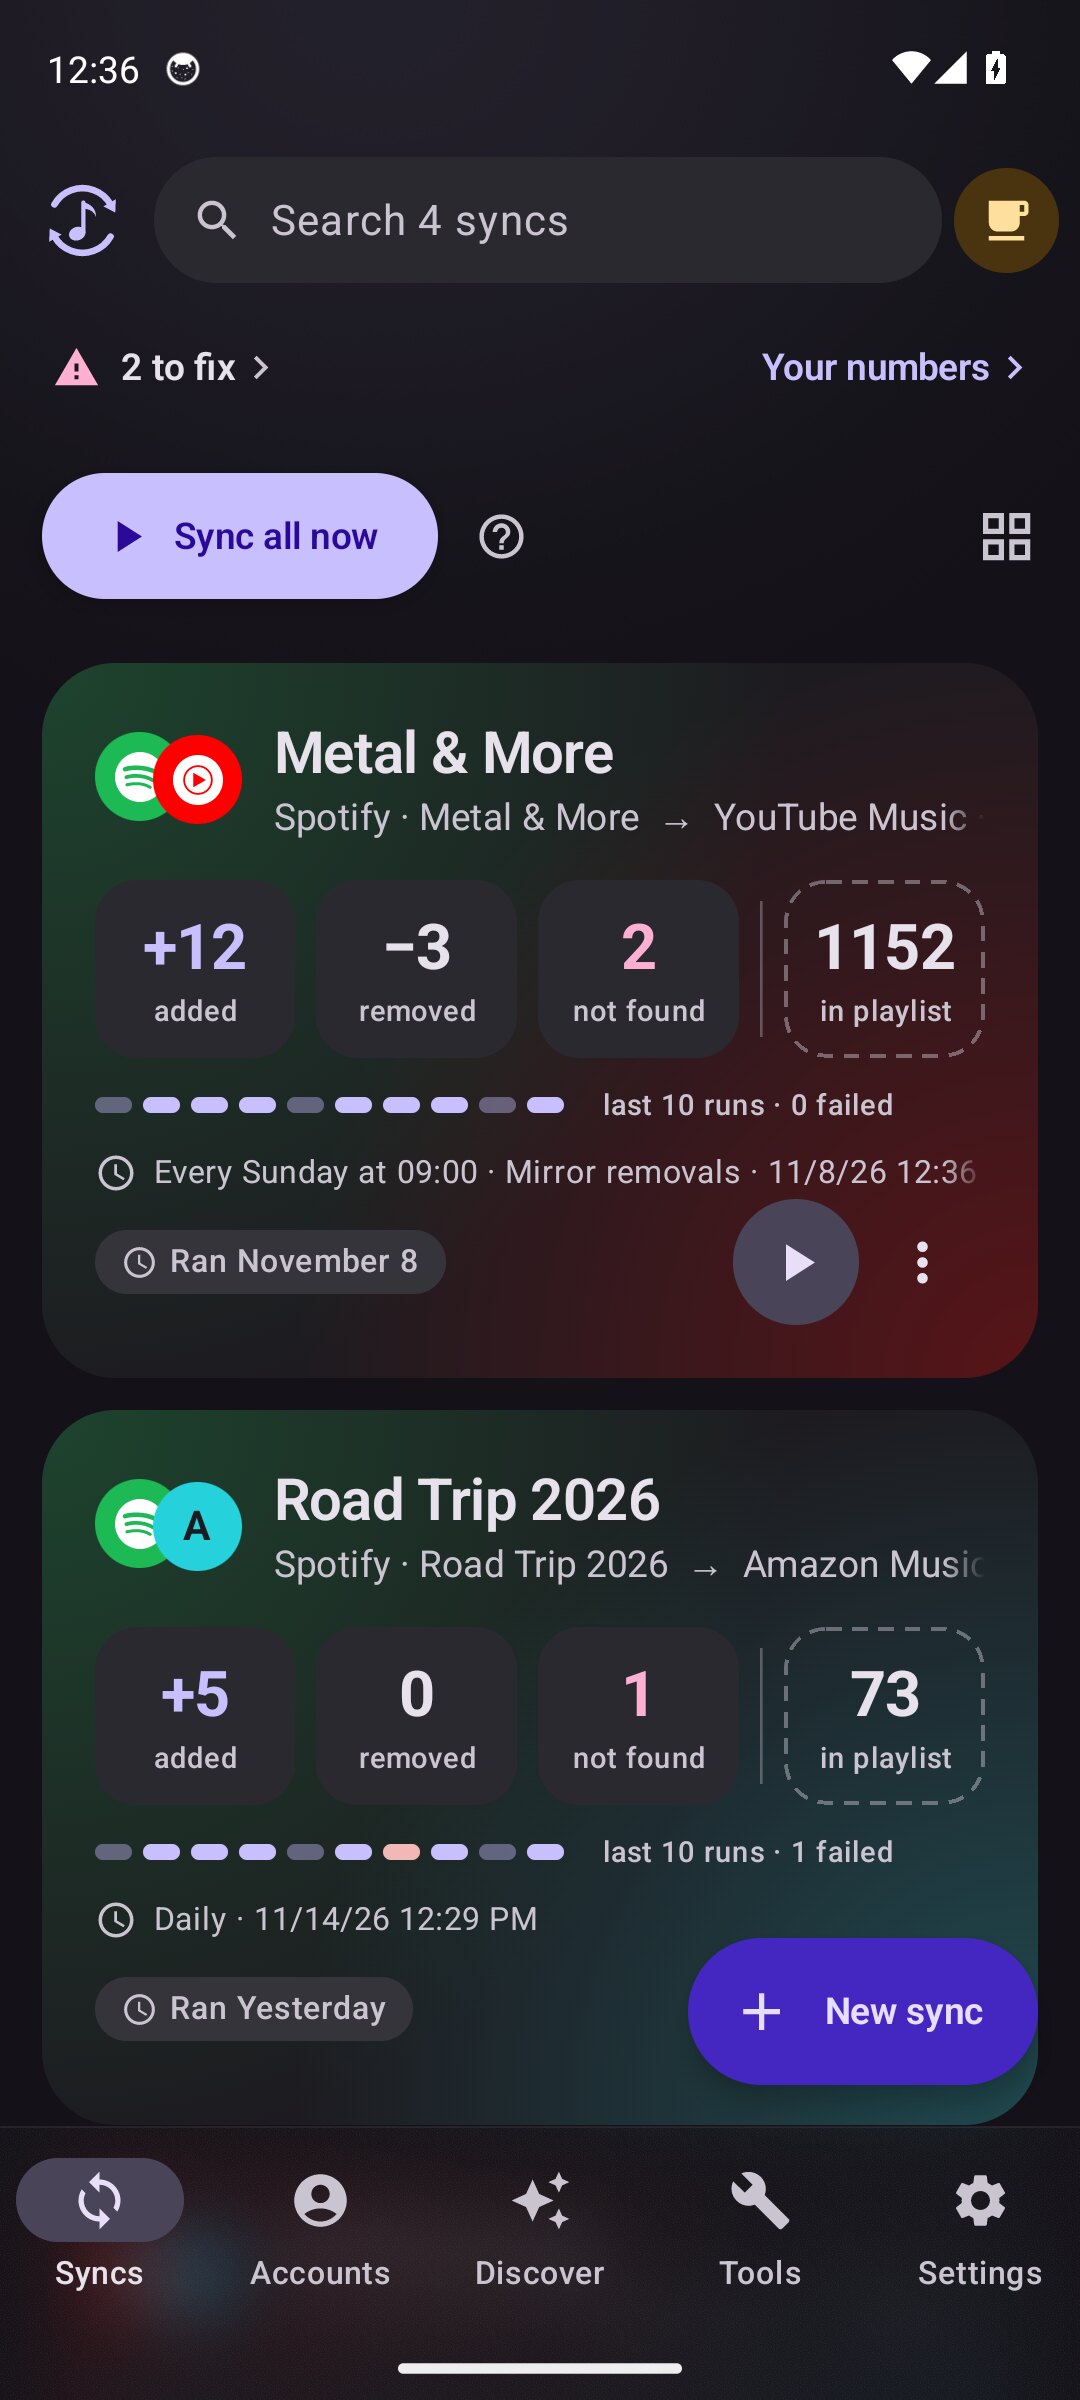 12:36
Search 4 syncs
2 to fix
Your numbers
Sync all now
Metal & More
Spotify · Metal & More → YouTube Music ·
+12
added
−3
removed
2
not found
1152
in playlist
last 10 runs · 0 failed
Every Sunday at 09:00 · Mirror removals · 11/8/26 12:36
Ran November 8
Road Trip 2026
A
Spotify · Road Trip 2026 → Amazon Music
+5
added
0
removed
1
not found
73
in playlist
last 10 runs · 1 failed
Daily · 11/14/26 12:29 PM
Ran Yesterday
New sync
Syncs
Accounts
Discover
Tools
Settings